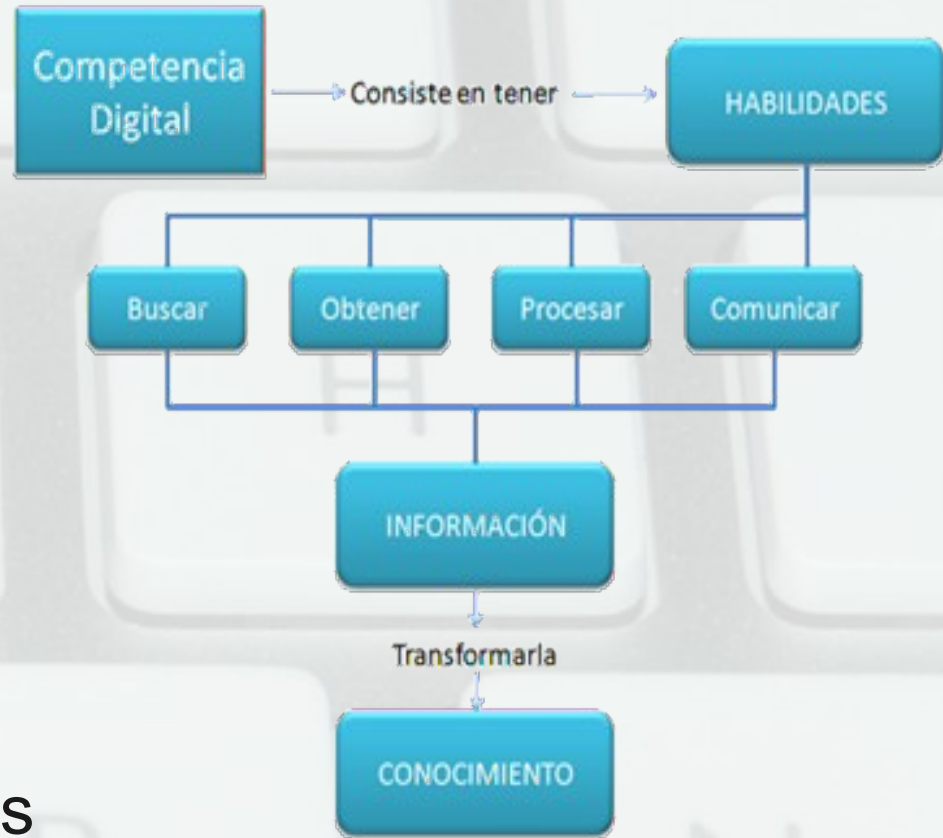 Competencia
Digital
Consiste en tener
HABILIDADES
Buscar
Obtener
Procesar
Comunicar
INFORMACIÓN
Transformarla
CONOCIMIENTO
s